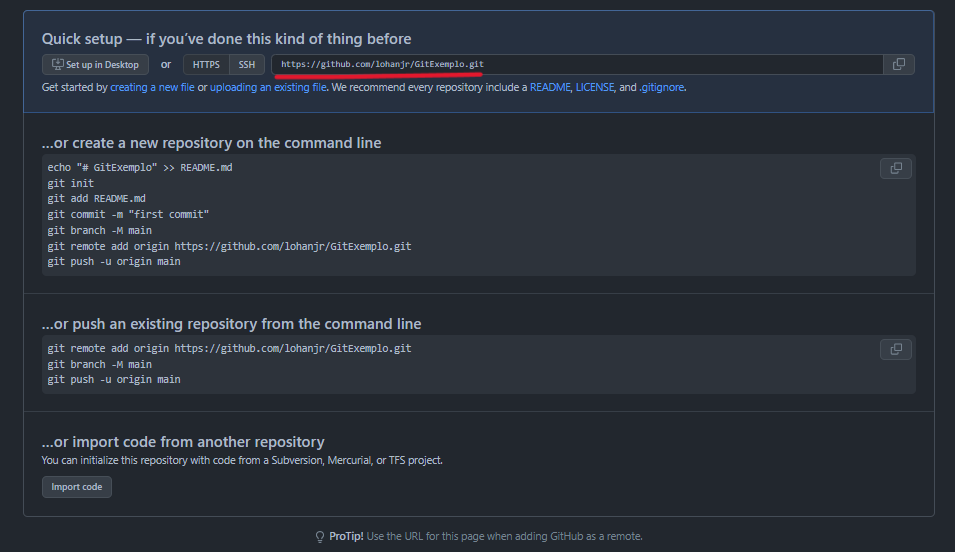 Quick setup — if you've done this kind of thing before
Set up in Desktop or HTTPS SSH https://github.com/lohanjr/GitExemplo.git
Get started by creating a new file or uploading an existing file. We recommend every repository include a README, LICENSE, and .gitignore.
...or create a new repository on the command line
echo "# GitExemplo" >> README.md
git init
git add README.md
git commit -m "first commit"
git branch -M main
git remote add origin https://github.com/lohanjr/GitExemplo.git
git push -u origin main
...or push an existing repository from the command line
git remote add origin https://github.com/lohanjr/GitExemplo.git
git branch -M main
git push -u origin main
...or import code from another repository
You can initialize this repository with code from a Subversion, Mercurial, or TFS project.
Import code
ProTip! Use the URL for this page when adding GitHub as a remote.